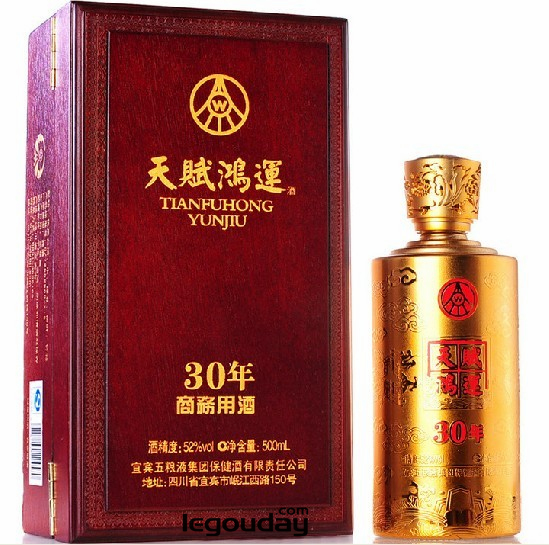 W
天賦鴻運酒
TIANFUHONG
YUNJIU
30年
商務用酒
酒精度:52%vol 净含量:500mL
宜宾五粮液集团保健酒有限责任公司
地址:四川省宜宾市岷江西路150号
W
天賦
鴻運
30年
lcgouday.com